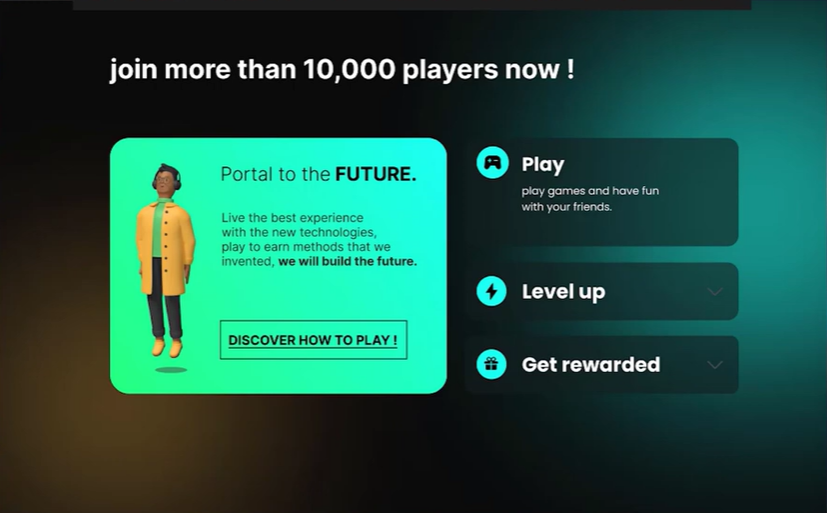 join more than 10,000 players now !
Portal to the FUTURE.
Live the best experience
with the new technologies,
play to earn methods that we
invented, we will build the future.
DISCOVER HOW TO PLAY !
Play
play games and have fun
with your friends.
Level up
Get rewarded